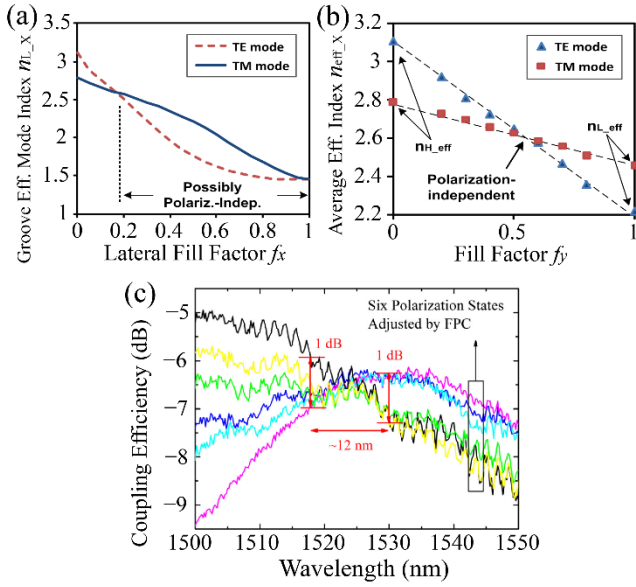 (a)
Groove Eff. Mode Index nL_X
3.5
3
2.5
2
1.5
1
TE mode
TM mode
Possibly
Polariz.-Indep.
0
0.2
0.4
0.6
0.8
1
Lateral Fill Factor fx
(b)
Average Eff. Index neff_X
3.2
3.0
2.8
2.6
2.4
2.2
TE mode
TM mode
nH_eff
nL_eff
Polarization-
independent
0
0.5
1
Fill Factor fy
(c)
Coupling Efficiency (dB)
−5
−6
−7
−8
−9
Six Polarization States
Adjusted by FPC
1 dB
1 dB
~12 nm
1500
1510
1520
1530
1540
1550
Wavelength (nm)